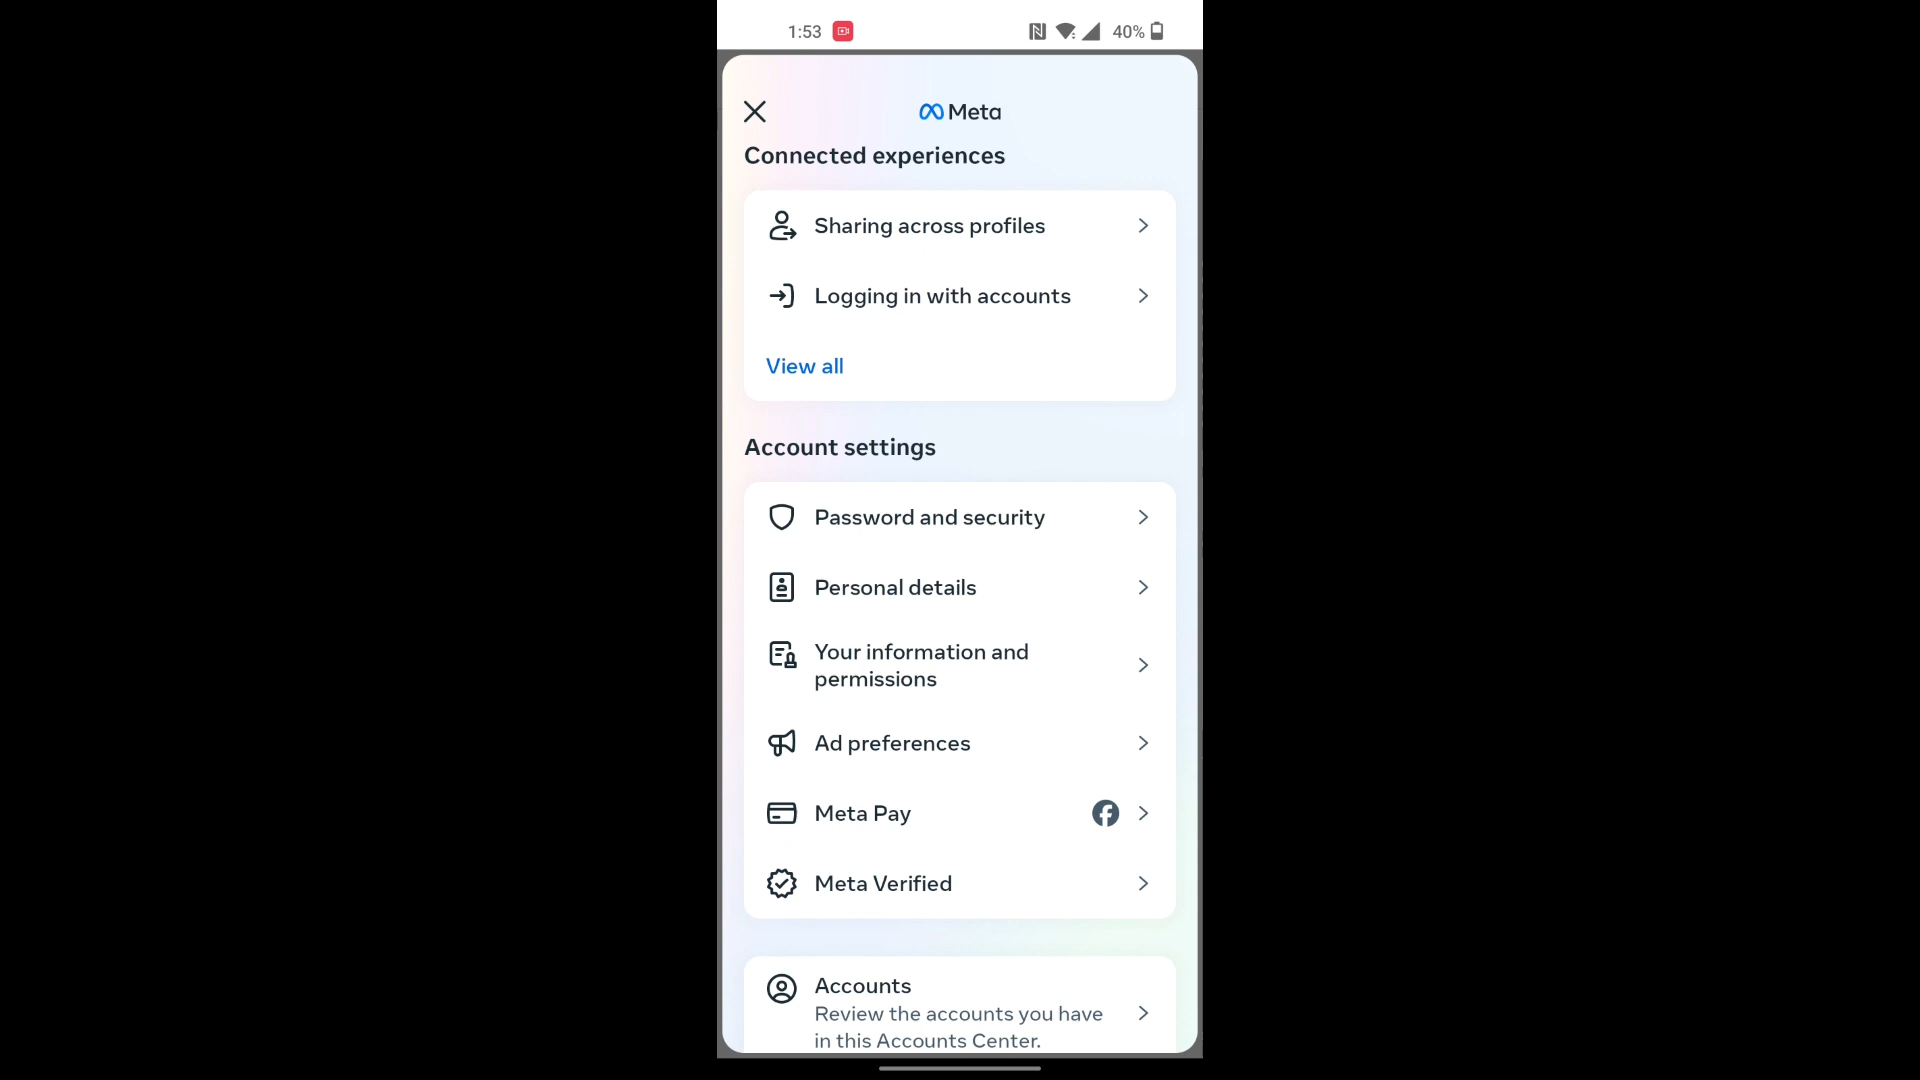 1:53 40%
Meta
Connected experiences
Sharing across profiles
Logging in with accounts
View all
Account settings
Password and security
Personal details
Your information and
permissions
Ad preferences
Meta Pay
Meta Verified
Accounts
Review the accounts you have
in this Accounts Center.